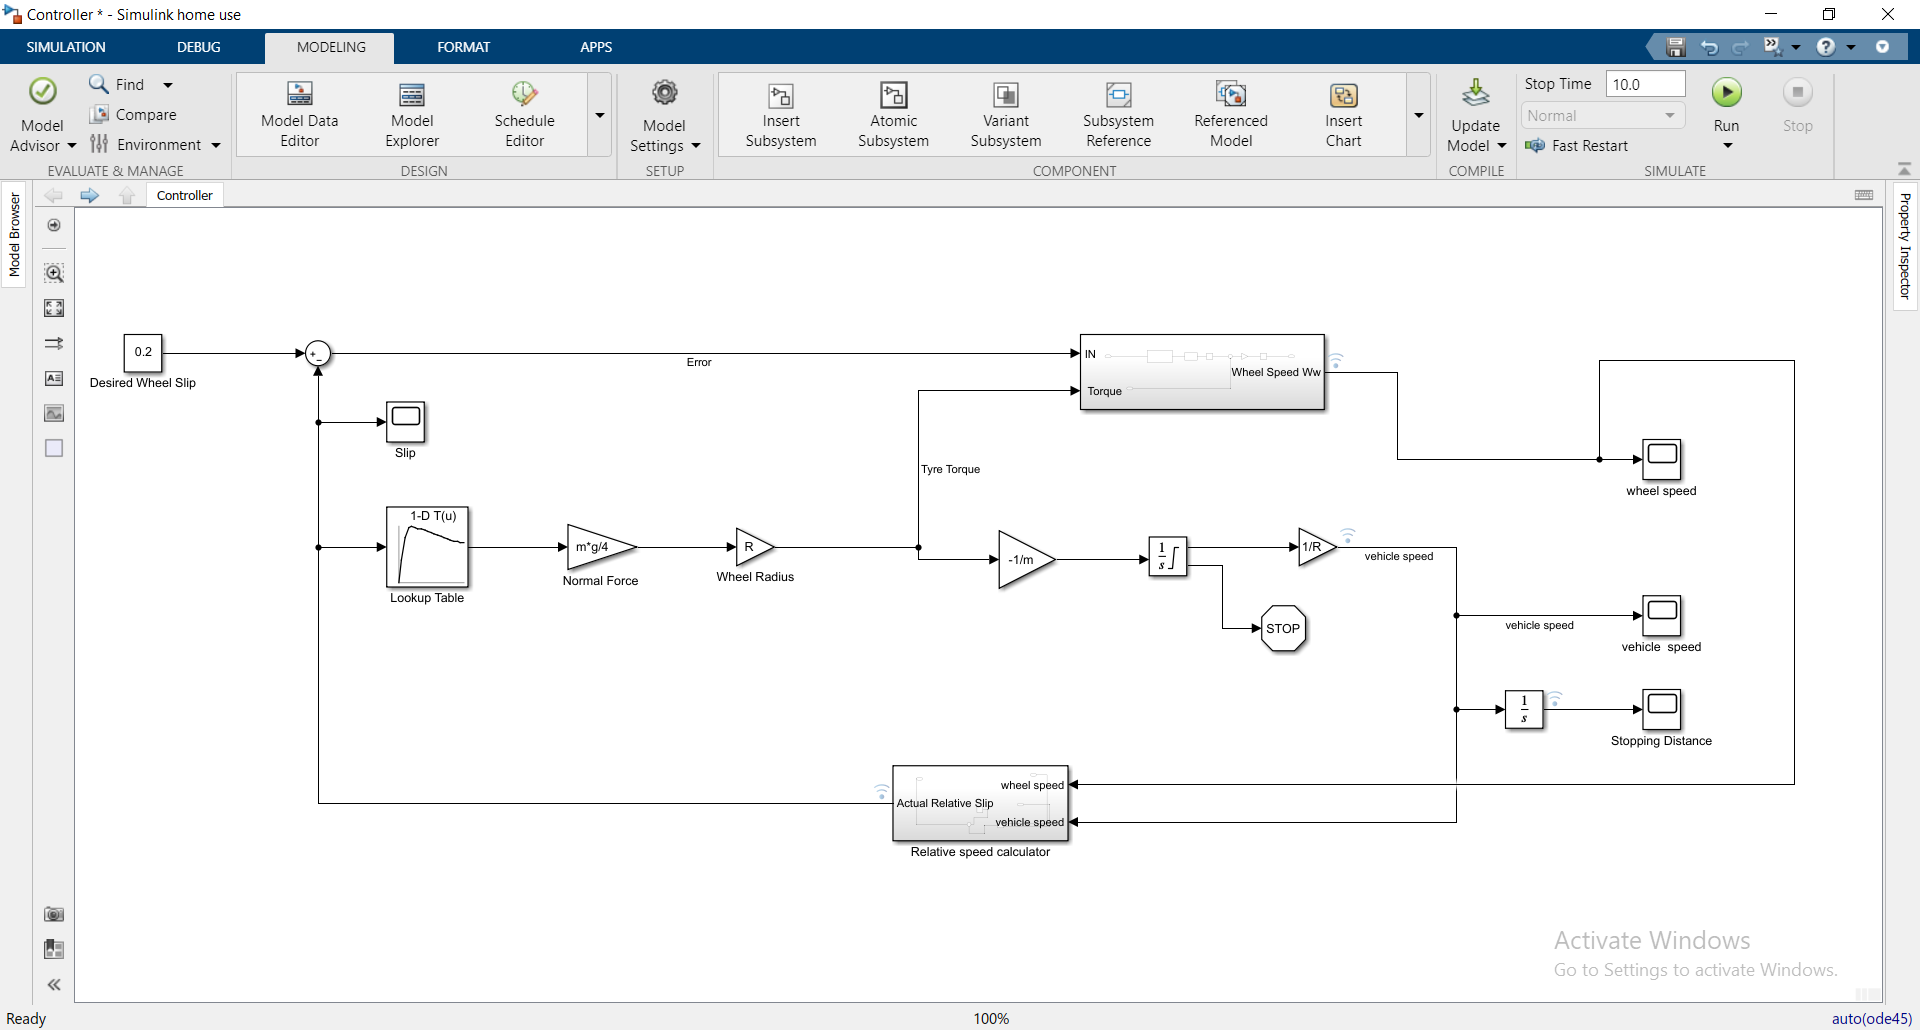 Controller * - Simulink home use
SIMULATION DEBUG MODELING FORMAT APPS
Model Advisor
Find
Compare
Environment
EVALUATE & MANAGE
Model Data Editor
Model Explorer
Schedule Editor
DESIGN
Model Settings
SETUP
Insert Subsystem
Atomic Subsystem
Variant Subsystem
Subsystem Reference
Referenced Model
Insert Chart
COMPONENT
Update Model
COMPILE
Stop Time 10.0
Normal
Fast Restart
Run
Stop
SIMULATE
Model Browser
Controller
Property Inspector
0.2
Desired Wheel Slip
+
-
Error
IN
Torque
Wheel Speed Ww
Slip
wheel speed
Tyre Torque
1-D T(u)
Lookup Table
m*g/4
Normal Force
R
Wheel Radius
-1/m
1
s
1/R
vehicle speed
STOP
vehicle speed
vehicle speed
1
s
Stopping Distance
wheel speed
Actual Relative Slip
vehicle speed
Relative speed calculator
Activate Windows
Go to Settings to activate Windows.
Ready
100%
auto(ode45)